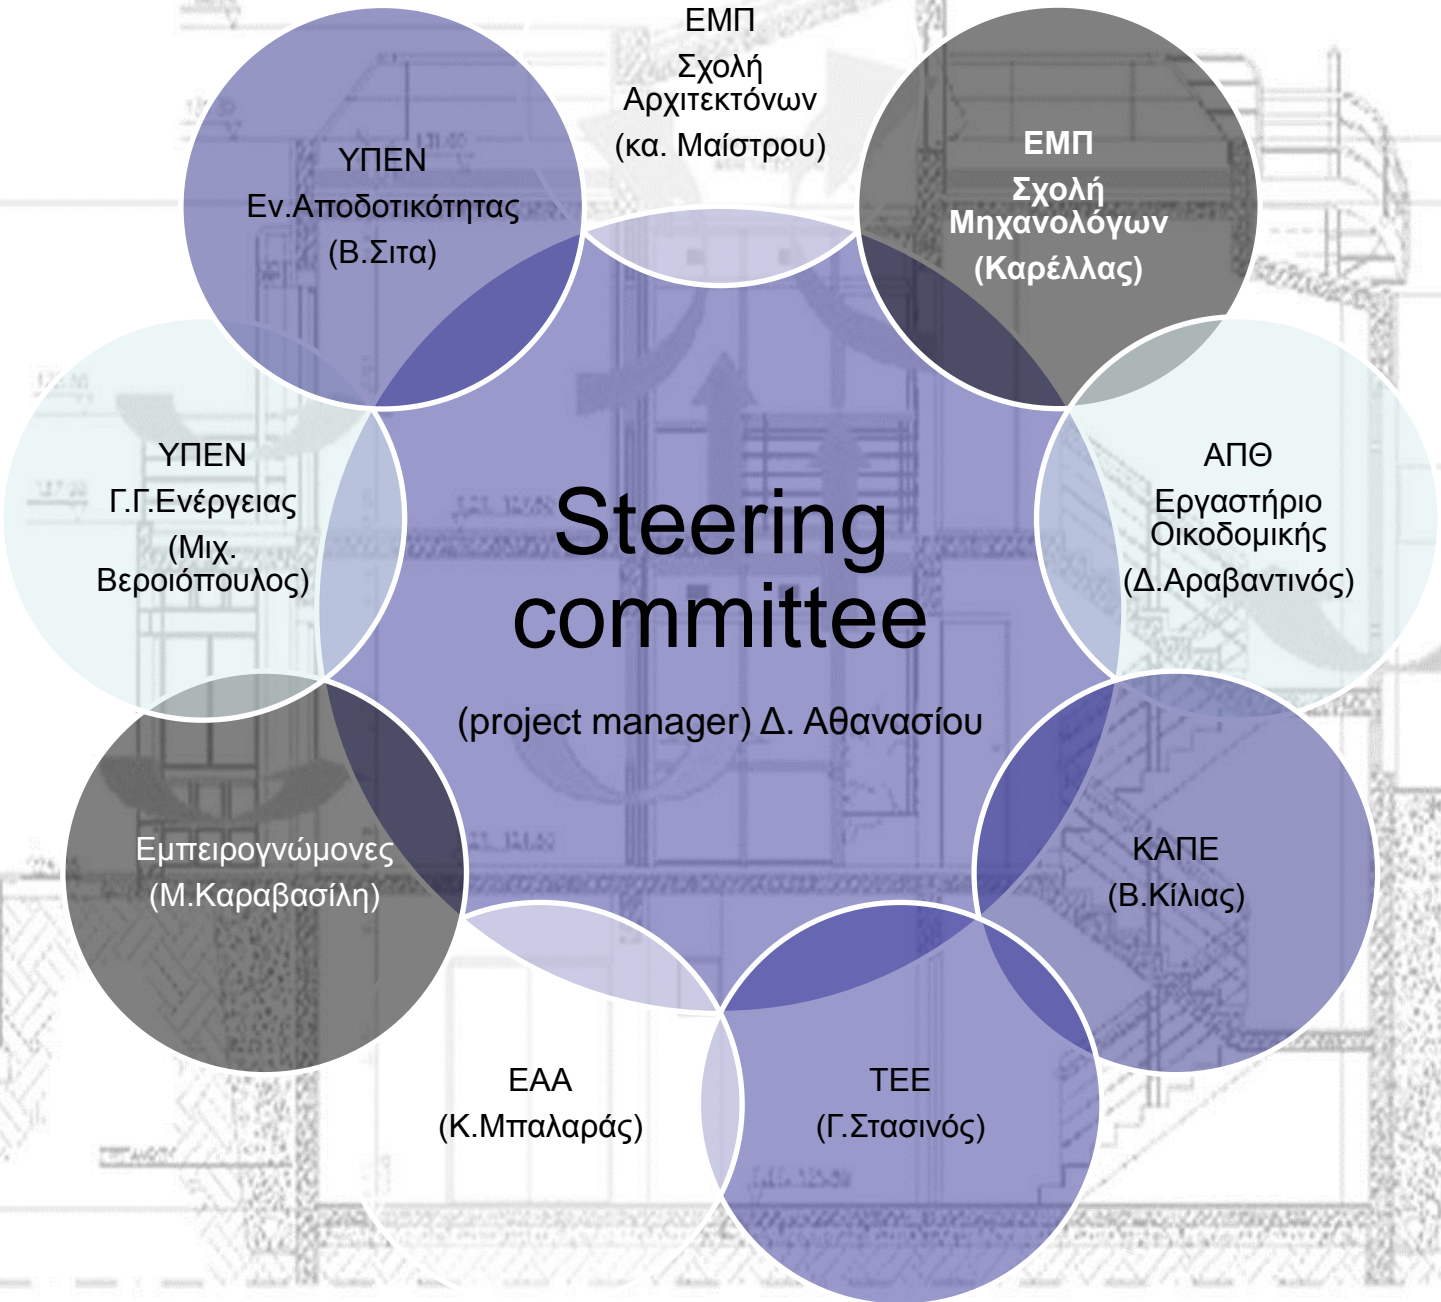 ΕΜΠ
Σχολή
Αρχιτεκτόνων
(κα. Μαίστρου)
ΕΜΠ
Σχολή
Μηχανολόγων
(Καρέλλας)
ΑΠΘ
Εργαστήριο
Οικοδομικής
(Δ.Αραβαντινός)
ΚΑΠΕ
(Β.Κίλιας)
ΤΕΕ
(Γ.Στασινός)
ΕΑΑ
(Κ.Μπαλαράς)
Εμπειρογνώμονες
(Μ.Καραβασίλη)
ΥΠΕΝ
Γ.Γ.Ενέργειας
(Μιχ.
Βεροιόπουλος)
ΥΠΕΝ
Εν.Αποδοτικότητας
(Β.Σιτα)
Steering
committee
(project manager) Δ. Αθανασίου